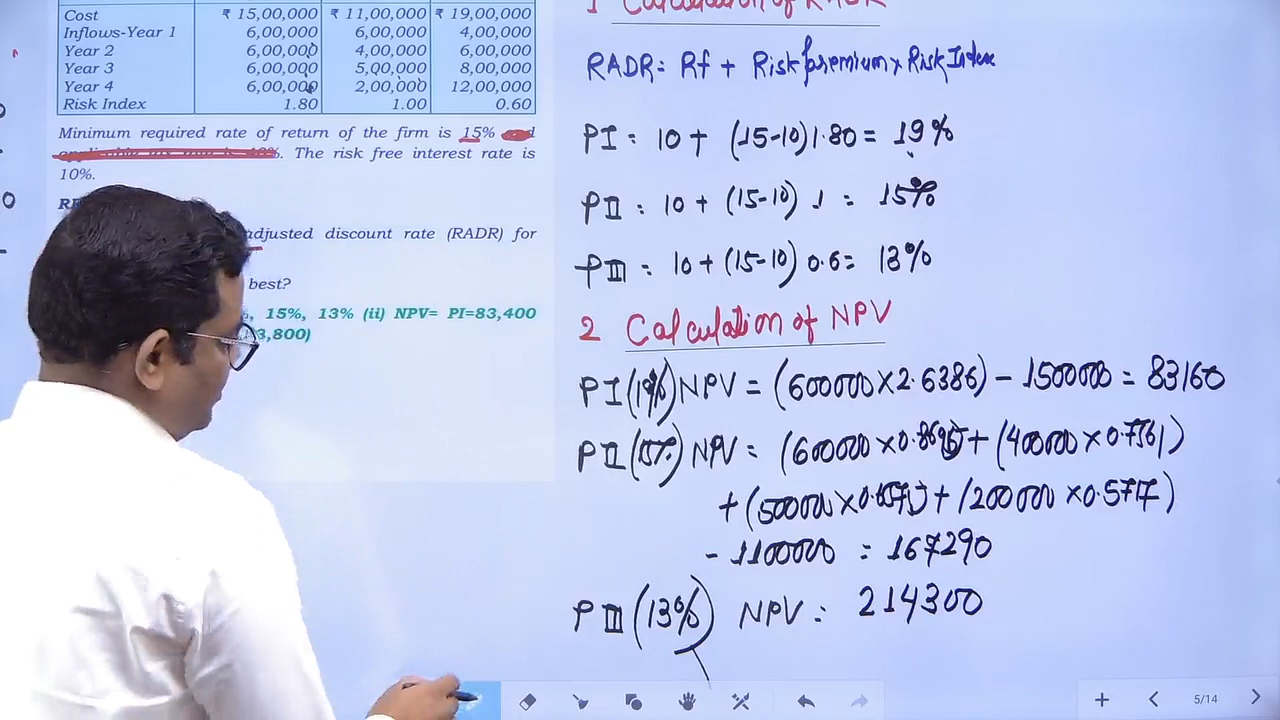 1 Calculation of RADR
Cost ₹ 15,00,000 ₹ 11,00,000 ₹ 19,00,000
Inflows-Year 1 6,00,000 6,00,000 4,00,000
Year 2 6,00,000 4,00,000 6,00,000
Year 3 6,00,000 5,00,000 8,00,000
Year 4 6,00,000 2,00,000 12,00,000
Risk Index 1.80 1.00 0.60
Minimum required rate of return of the firm is 15%
. The risk free interest rate is
10%.
adjusted discount rate (RADR) for
best?
, 15%, 13% (ii) NPV= PI=83,400
3,800)
RADR = Rf + Risk premium x Risk Index
PI = 10 + (15-10) 1.80 = 19%
PII = 10 + (15-10) 1 = 15%
PIII = 10 + (15-10) 0.6 = 13%
2 Calculation of NPV
PI (19%) NPV = (600000 x 2.6386) - 1500000 = 83160
PII (15%) NPV = (600000 x 0.8695) + (400000 x 0.7561)
+ (500000 x 0.6575) + (200000 x 0.5717)
- 1100000 = 167290
PIII (13%) NPV = 214300
5/14